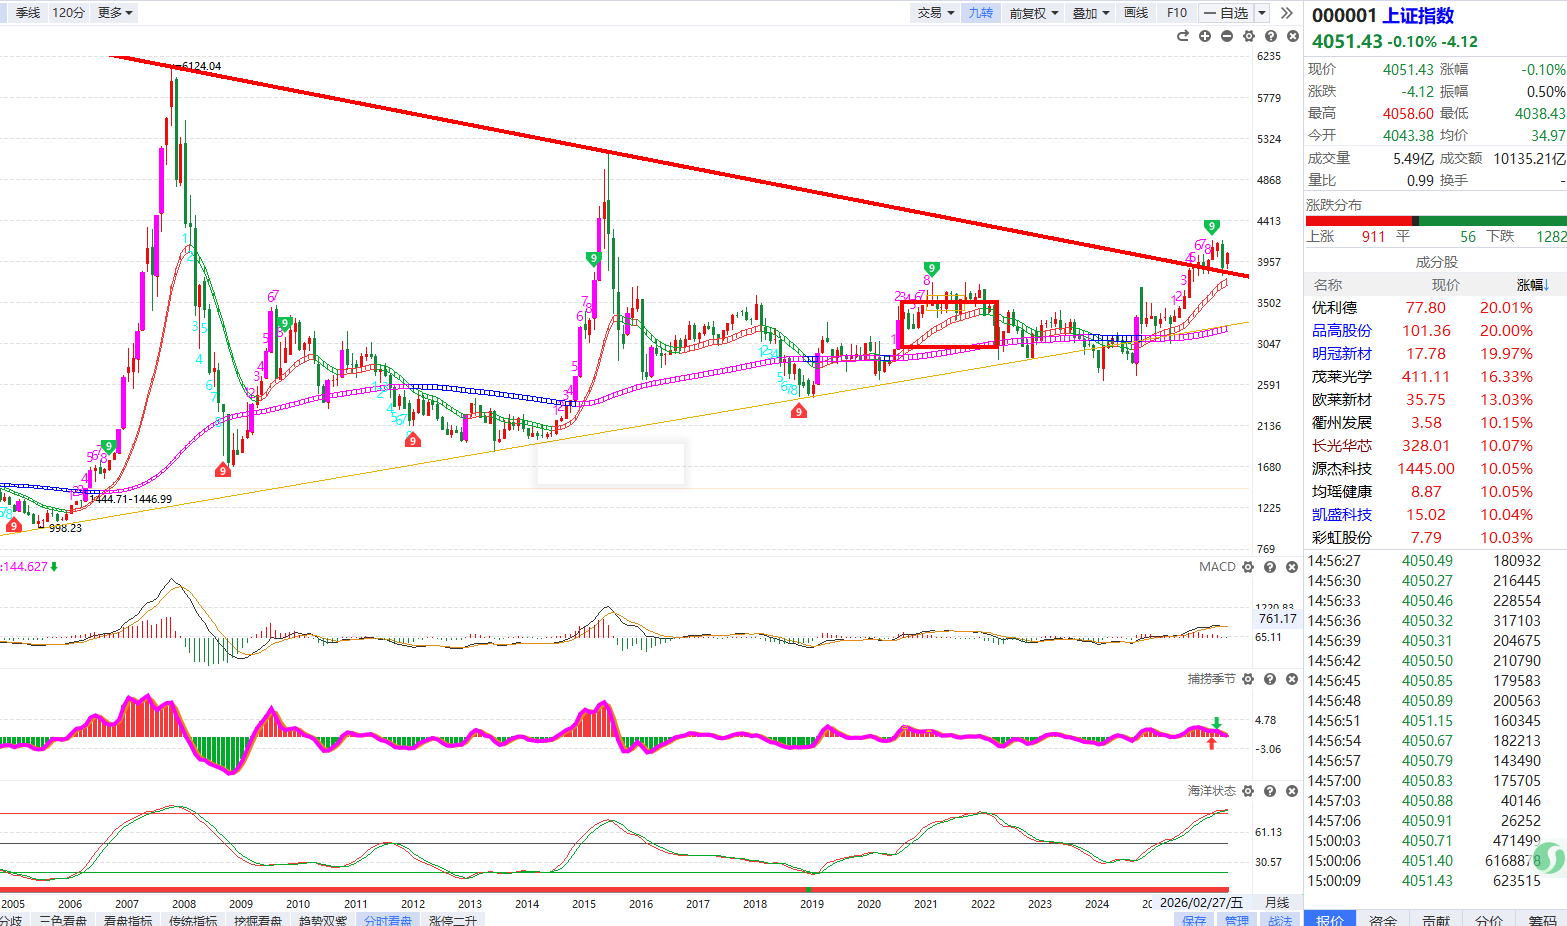 季线 120分 更多
交易 九转 前复权 叠加 画线 F10 一自选
000001 上证指数
4051.43 -0.10% -4.12
现价 4051.43 涨幅 -0.10%
涨跌 -4.12 振幅 0.50%
最高 4058.60 最低 4038.43
今开 4043.38 均价 34.97
成交量 5.49亿 成交额 10135.21亿
量比 0.99 换手 -
涨跌分布
上涨 911 平 56 下跌 1282
成分股
名称 现价 涨幅↓
优利德 77.80 20.01%
品高股份 101.36 20.00%
明冠新材 17.78 19.97%
茂莱光学 411.11 16.33%
欧莱新材 35.75 13.03%
衢州发展 3.58 10.15%
长光华芯 328.01 10.07%
源杰科技 1445.00 10.05%
均瑶健康 8.87 10.05%
凯盛科技 15.02 10.04%
彩虹股份 7.79 10.03%
14:56:27 4050.49 180932
14:56:30 4050.27 216445
14:56:33 4050.46 228554
14:56:36 4050.32 317103
14:56:39 4050.31 204675
14:56:42 4050.50 210790
14:56:45 4050.85 179583
14:56:48 4050.89 200563
14:56:51 4051.15 160345
14:56:54 4050.67 182213
14:56:57 4050.79 143490
14:57:00 4050.83 175705
14:57:03 4050.88 40146
14:57:06 4050.91 26252
15:00:03 4050.71 471499
15:00:06 4051.40 6168878
15:00:09 4051.43 623515
报价 资金 贡献 分价 筹码
6235
5779
5324
4868
4413
3957
3502
3047
2591
2136
1680
1225
769
6124.04
1444.71-1446.99
998.23
:144.627
MACD
1220.83
761.17
65.11
捕捞季节
4.78
-3.06
海洋状态
61.13
30.57
2005 2006 2007 2008 2009 2010 2011 2012 2013 2014 2015 2016 2017 2018 2019 2020 2021 2022 2023 2024 2026/02/27/五 月线
分歧 三色看盘 看盘指标 传统指标 挖掘看盘 趋势双紫 分时看盘 涨停二升 保存 管理 战法